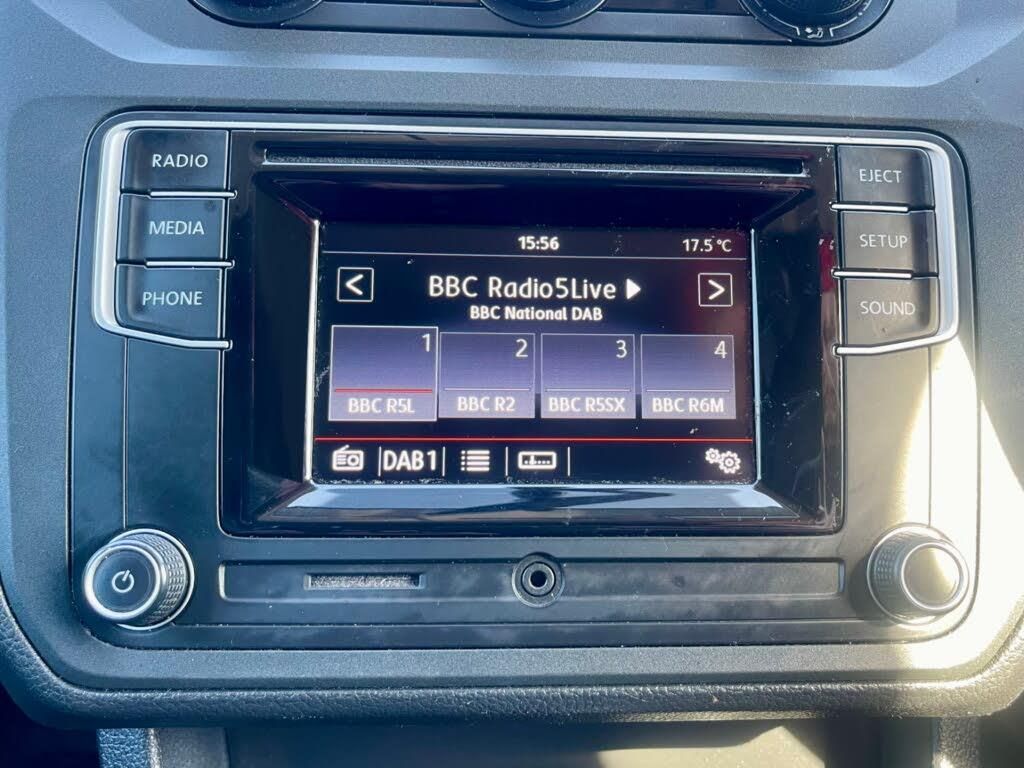 RADIO
MEDIA
PHONE
EJECT
SETUP
SOUND
15:56 17.5 °C
< BBC Radio5Live ▶ >
BBC National DAB
1 2 3 4
BBC R5L BBC R2 BBC R5SX BBC R6M
DAB1